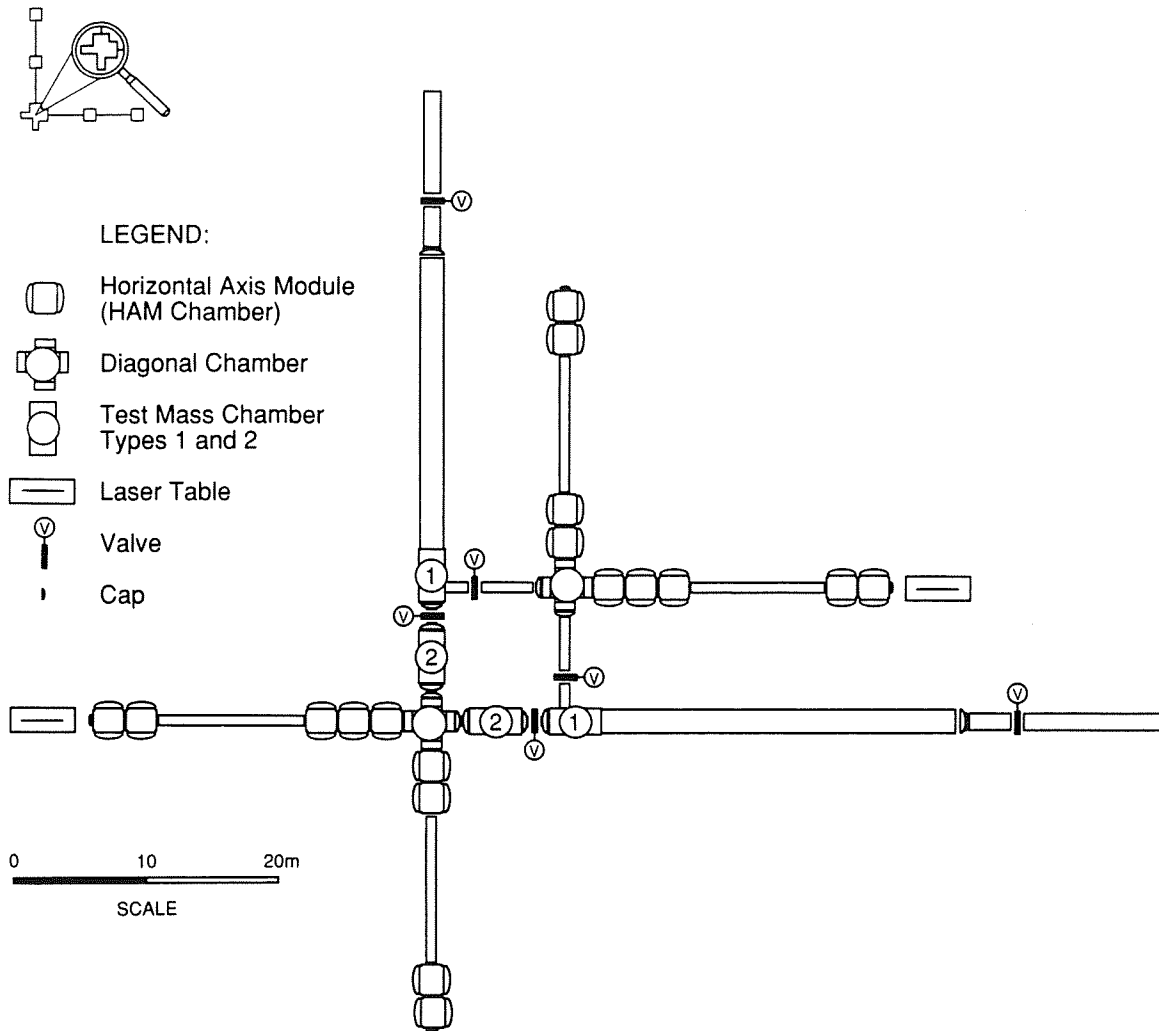 V
LEGEND:
Horizontal Axis Module
(HAM Chamber)
Diagonal Chamber
Test Mass Chamber
Types 1 and 2
Laser Table
V
Valve
Cap
1
V
V
2
V
2
1
V
V
0 10 20m
SCALE